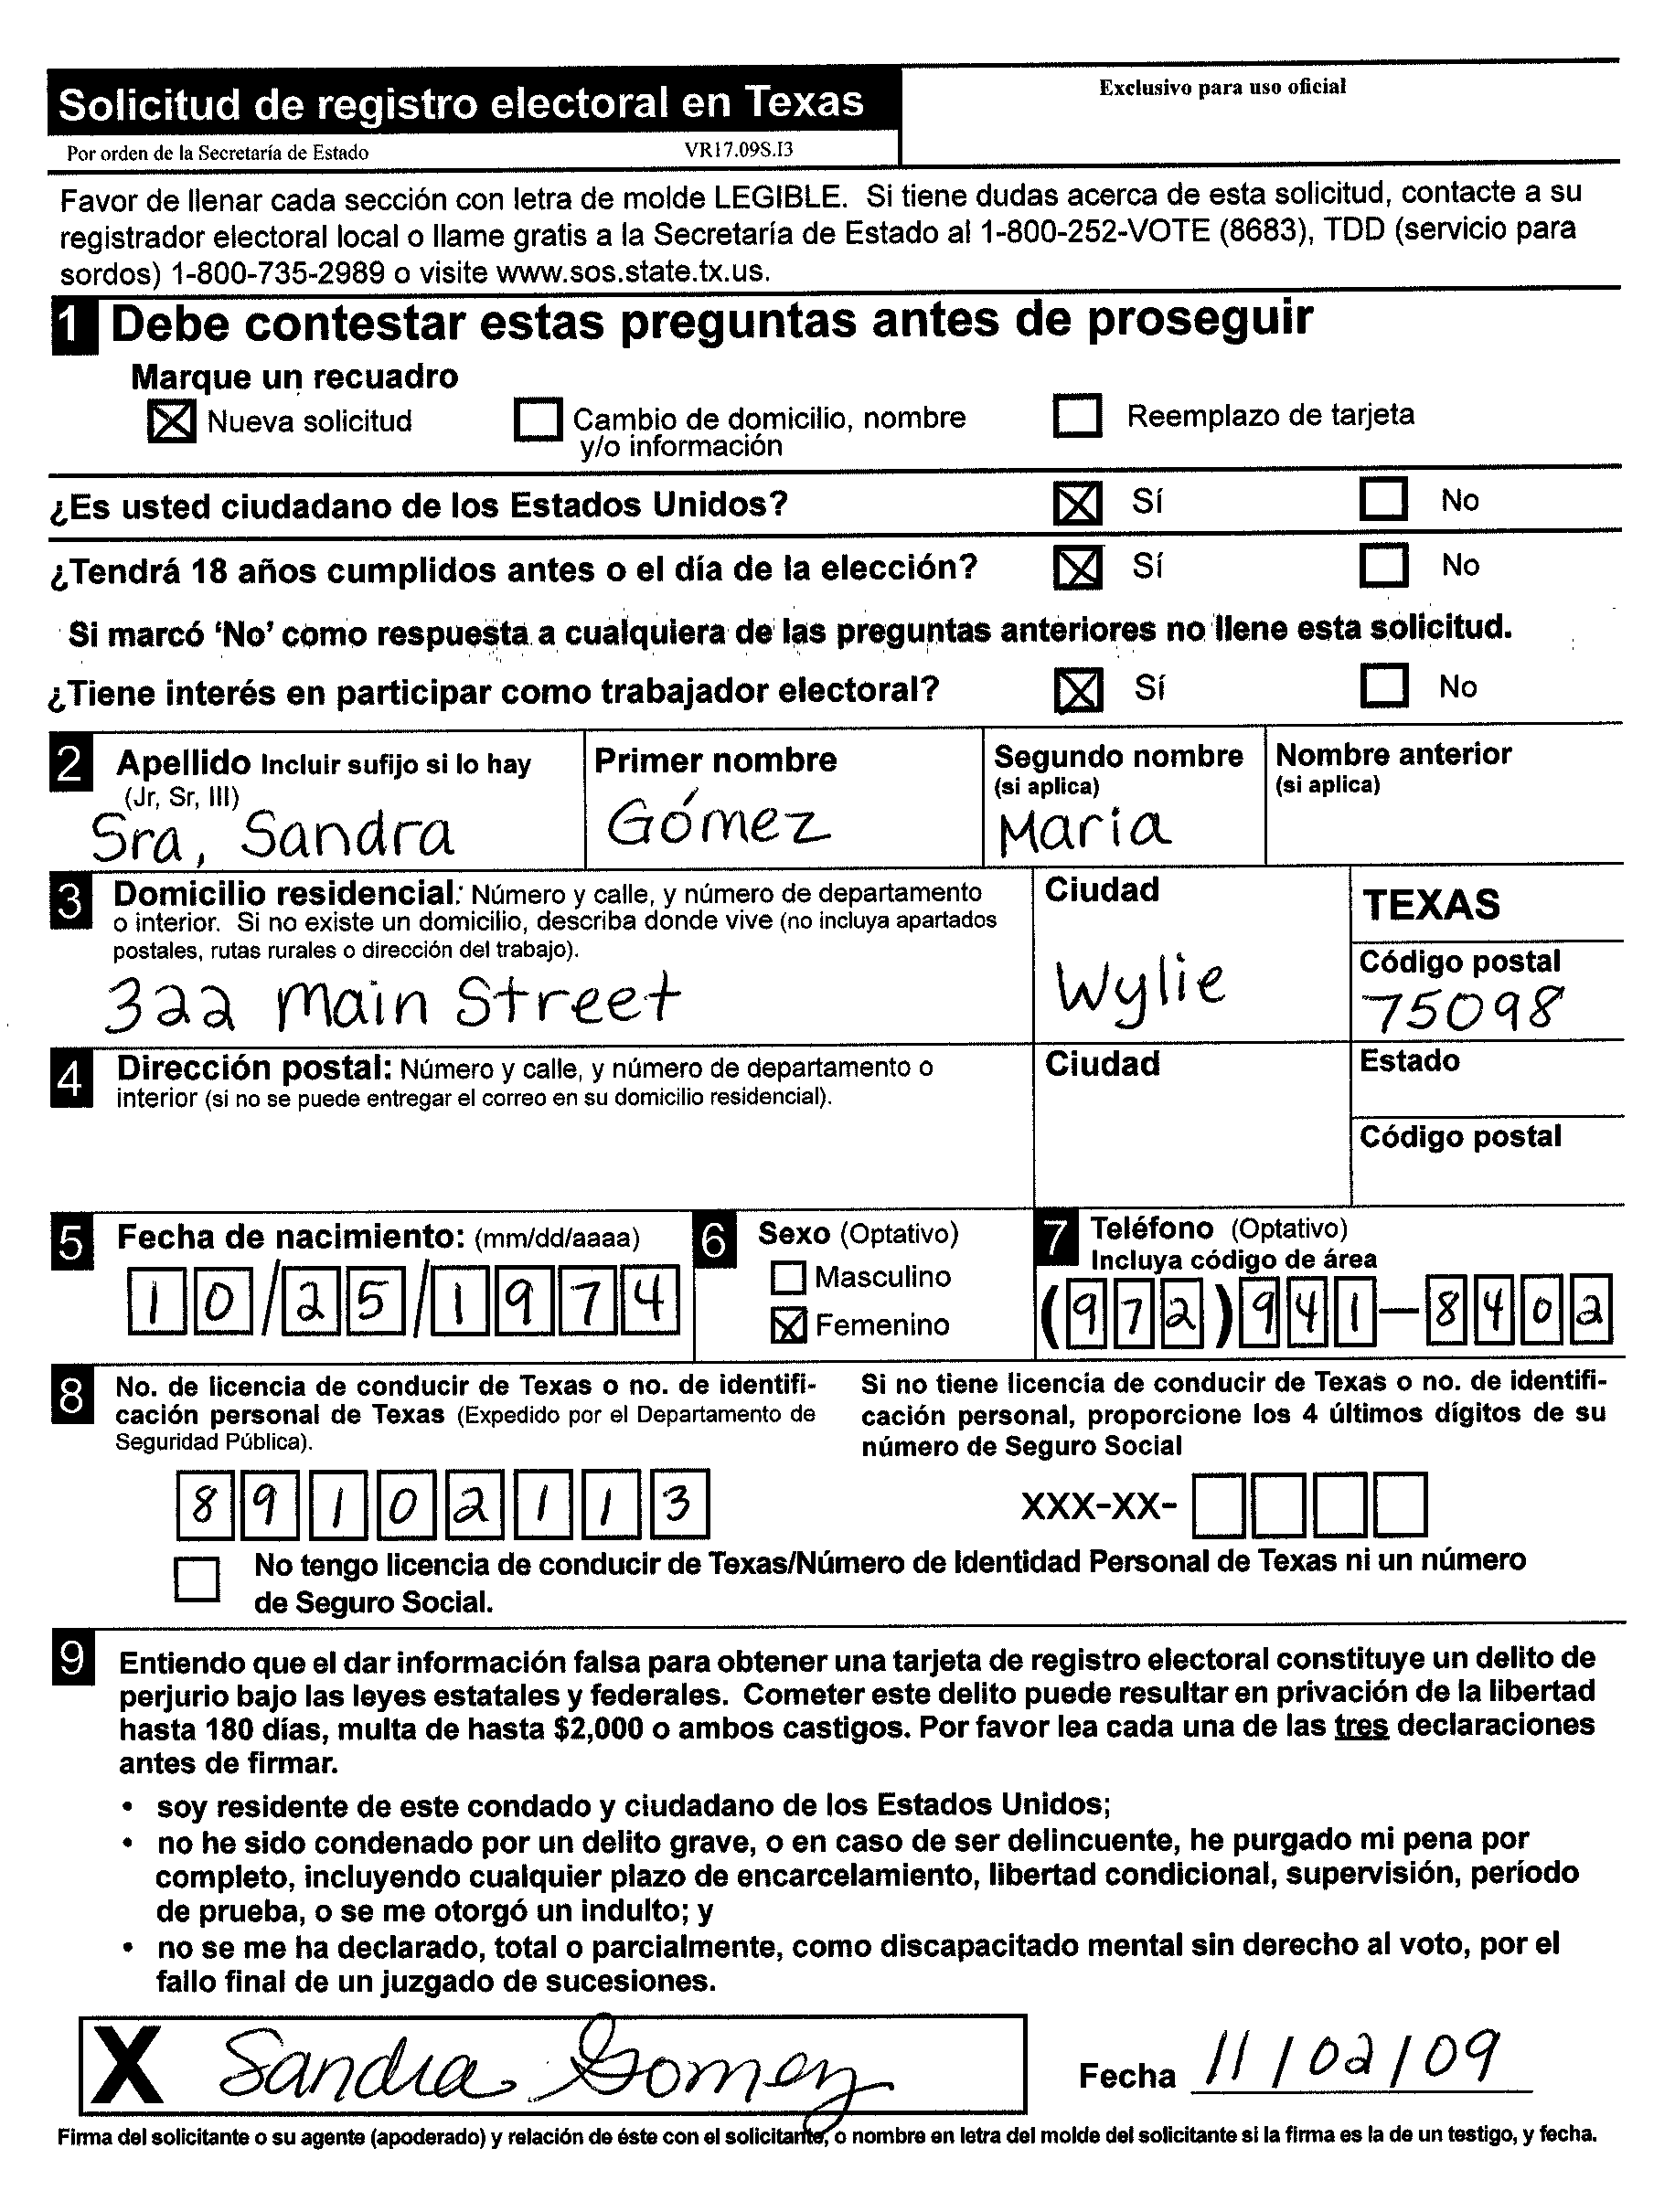 Solicitud de registro electoral en Texas
Exclusivo para uso oficial
Por orden de la Secretaría de Estado VR17.09S.I3
Favor de llenar cada sección con letra de molde LEGIBLE. Si tiene dudas acerca de esta solicitud, contacte a su
registrador electoral local o llame gratis a la Secretaría de Estado al 1-800-252-VOTE (8683), TDD (servicio para
sordos) 1-800-735-2989 o visite www.sos.state.tx.us.
1 Debe contestar estas preguntas antes de proseguir
Marque un recuadro
Nueva solicitud Cambio de domicilio, nombre Reemplazo de tarjeta
y/o información
¿Es usted ciudadano de los Estados Unidos? Sí No
¿Tendrá 18 años cumplidos antes o el día de la elección? Sí No
Si marcó ‘No’ como respuesta a cualquiera de las preguntas anteriores no llene esta solicitud.
¿Tiene interés en participar como trabajador electoral? Sí No
2 Apellido Incluir sufijo si lo hay
(Jr, Sr, III)
Sra, Sandra
Primer nombre
Gómez
Segundo nombre
(si aplica)
Maria
Nombre anterior
(si aplica)
3 Domicilio residencial: Número y calle, y número de departamento
o interior. Si no existe un domicilio, describa donde vive (no incluya apartados
postales, rutas rurales o dirección del trabajo).
322 Main Street
Ciudad
Wylie
TEXAS
Código postal
75098
4 Dirección postal: Número y calle, y número de departamento o
interior (si no se puede entregar el correo en su domicilio residencial).
Ciudad
Estado
Código postal
5 Fecha de nacimiento: (mm/dd/aaaa)
10/25/1974
6 Sexo (Optativo)
Masculino
Femenino
7 Teléfono (Optativo)
Incluya código de área
(972)941-8402
8 No. de licencia de conducir de Texas o no. de identifi-
cación personal de Texas (Expedido por el Departamento de
Seguridad Pública).
89102113
Si no tiene licencia de conducir de Texas o no. de identifi-
cación personal, proporcione los 4 últimos dígitos de su
número de Seguro Social
XXX-XX-
No tengo licencia de conducir de Texas/Número de Identidad Personal de Texas ni un número
de Seguro Social.
9 Entiendo que el dar información falsa para obtener una tarjeta de registro electoral constituye un delito de
perjurio bajo las leyes estatales y federales. Cometer este delito puede resultar en privación de la libertad
hasta 180 días, multa de hasta $2,000 o ambos castigos. Por favor lea cada una de las tres declaraciones
antes de firmar.
• soy residente de este condado y ciudadano de los Estados Unidos;
• no he sido condenado por un delito grave, o en caso de ser delincuente, he purgado mi pena por
completo, incluyendo cualquier plazo de encarcelamiento, libertad condicional, supervisión, período
de prueba, o se me otorgó un indulto; y
• no se me ha declarado, total o parcialmente, como discapacitado mental sin derecho al voto, por el
fallo final de un juzgado de sucesiones.
X Sandra Gomez
Fecha 11/02/09
Firma del solicitante o su agente (apoderado) y relación de éste con el solicitante, o nombre en letra del molde del solicitante si la firma es la de un testigo, y fecha.